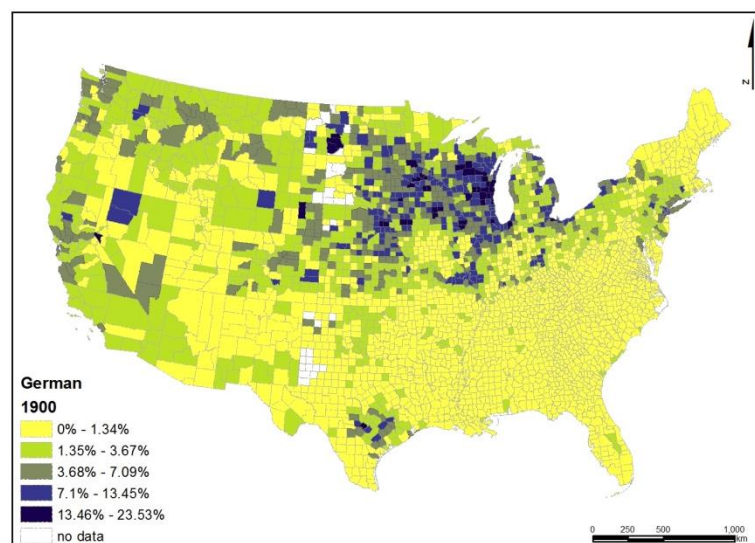 N
German
1900
0% - 1.34%
1.35% - 3.67%
3.68% - 7.09%
7.1% - 13.45%
13.46% - 23.53%
no data
0 250 500 1,000
km